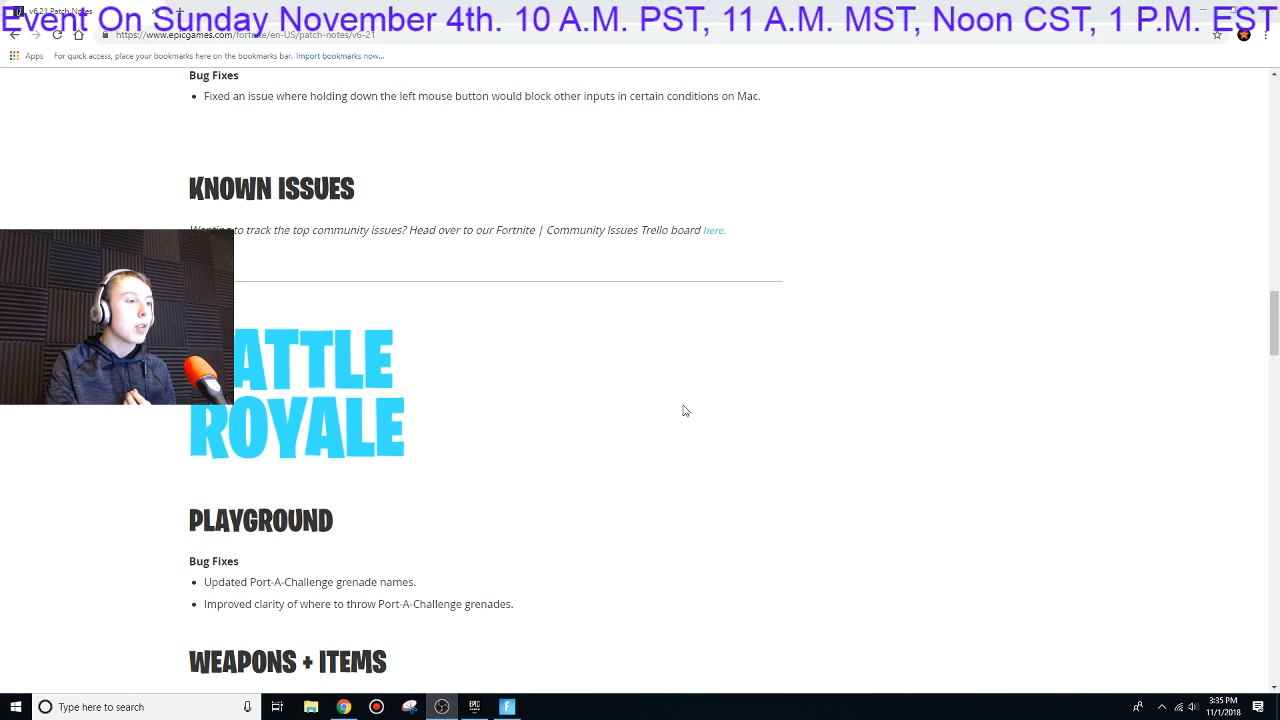 v6.21 Patch Notes
Event On Sunday November 4th. 10 A.M. PST, 11 A.M. MST, Noon CST, 1 P.M. EST
https://www.epicgames.com/fortnite/en-US/patch-notes/v6-21
Apps For quick access, place your bookmarks here on the bookmarks bar. Import bookmarks now...
Bug Fixes
• Fixed an issue where holding down the left mouse button would block other inputs in certain conditions on Mac.
KNOWN ISSUES
to track the top community issues? Head over to our Fortnite | Community Issues Trello board here.
ATTLE
ROYALE
PLAYGROUND
Bug Fixes
• Updated Port-A-Challenge grenade names.
• Improved clarity of where to throw Port-A-Challenge grenades.
WEAPONS + ITEMS
Type here to search
EPIC
F
3:35 PM
11/1/2018